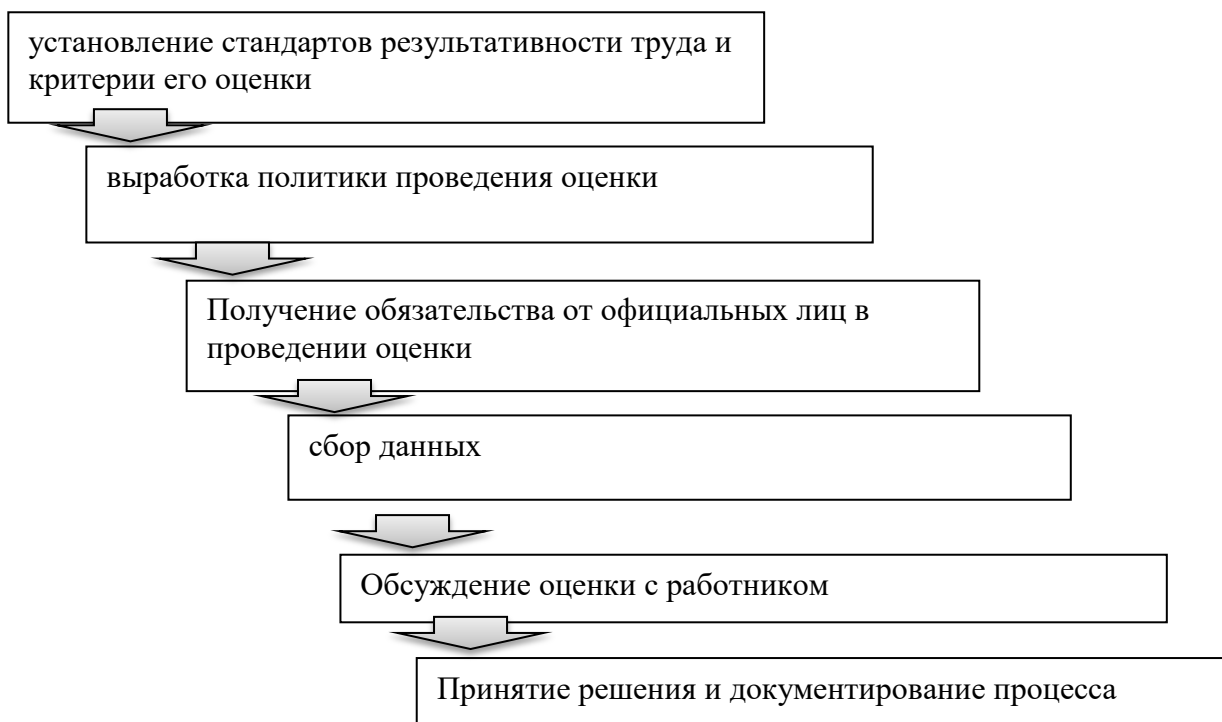 установление стандартов результативности труда и
критерии его оценки
выработка политики проведения оценки
Получение обязательства от официальных лиц в
проведении оценки
сбор данных
Обсуждение оценки с работником
Принятие решения и документирование процесса